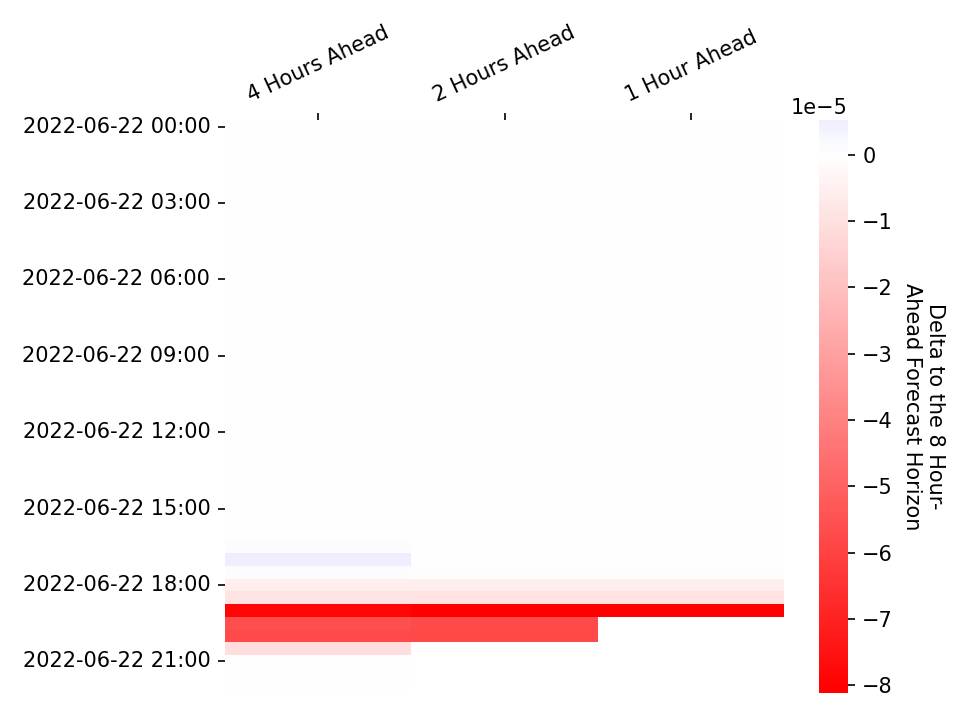 4 Hours Ahead
2 Hours Ahead
1 Hour Ahead
1e−5
2022-06-22 00:00
2022-06-22 03:00
2022-06-22 06:00
2022-06-22 09:00
2022-06-22 12:00
2022-06-22 15:00
2022-06-22 18:00
2022-06-22 21:00
0
−1
−2
−3
−4
−5
−6
−7
−8
Delta to the 8 Hour-
Ahead Forecast Horizon